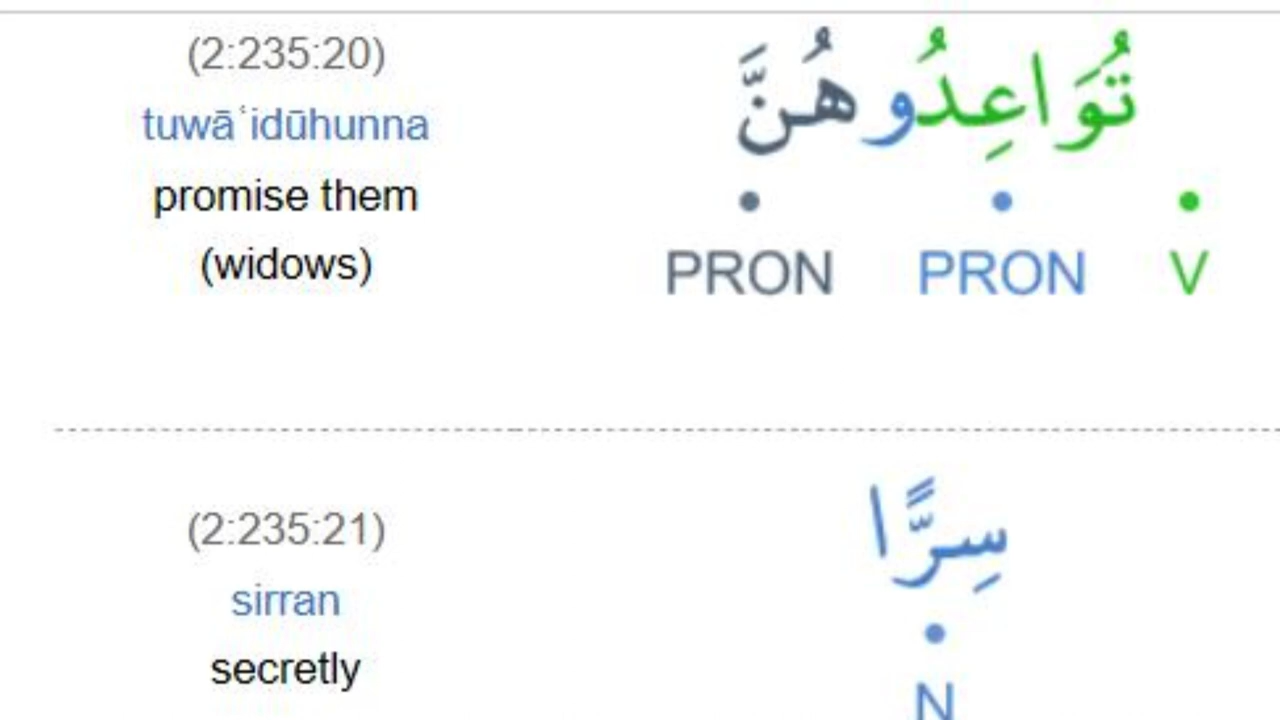 (2:235:20)
tuwāʿidūhunna
promise them
(widows)
تُوَاعِدُوهُنَّ
PRON PRON V
(2:235:21)
sirran
secretly
سِرًّا
N